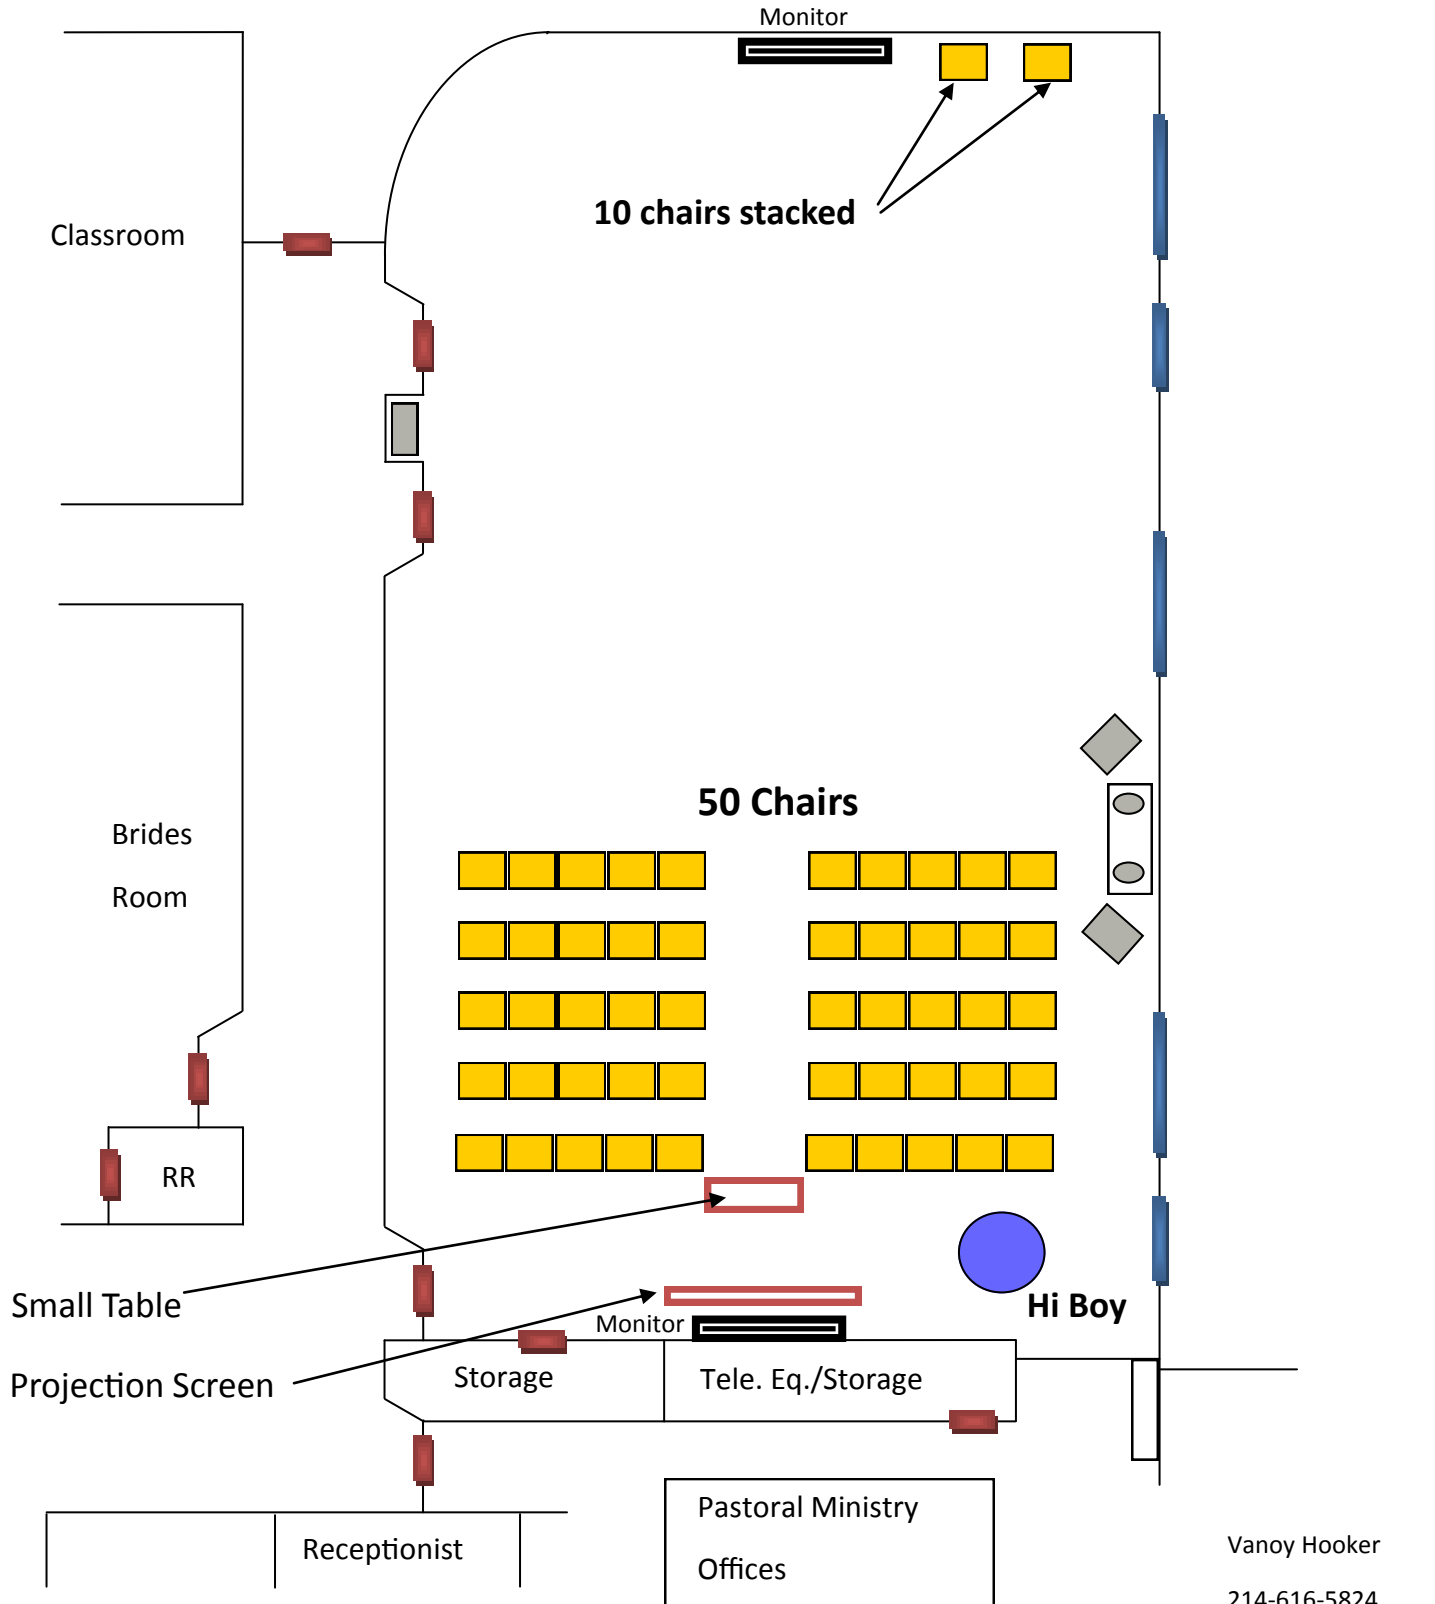 Monitor
10 chairs stacked
Classroom
50 Chairs
Brides
Room
RR
Small Table
Hi Boy
Monitor
Projection Screen
Storage
Tele. Eq./Storage
Pastoral Ministry
Offices
Receptionist
Vanoy Hooker
214-616-5824